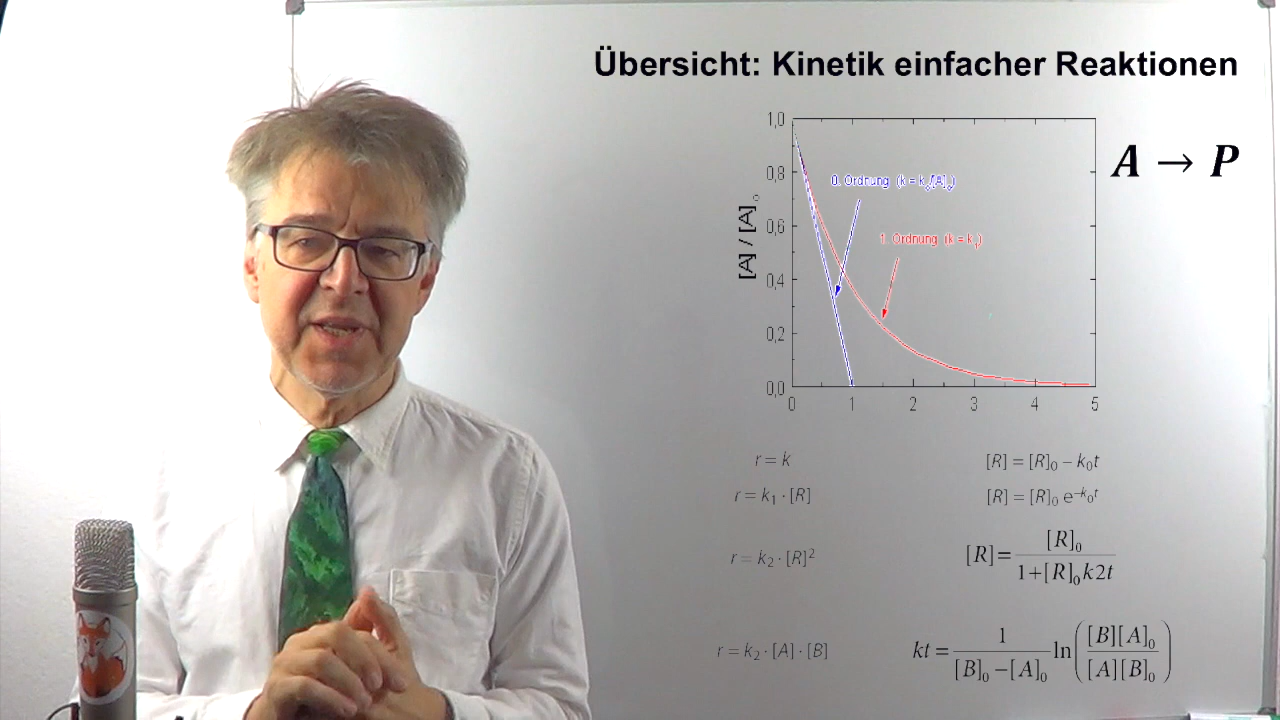 Übersicht: Kinetik einfacher Reaktionen
A → P
[A] / [A]₀
1,0
0,8
0,6
0,4
0,2
0,0
0. Ordnung (k = k₀/[A]₀)
1. Ordnung (k = k₁)
0 1 2 3 4 5
r = k [R] = [R]₀ – k₀t
r = k₁ · [R] [R] = [R]₀ e^–k₀t
r = k₂ · [R]² [R] = [R]₀ / (1+[R]₀k2t)
r = k₂ · [A] · [B] kt = 1 / ([B]₀ – [A]₀) ln([B][A]₀ / [A][B]₀)